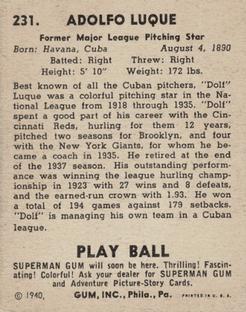 231. ADOLFO LUQUE
Former Major League Pitching Star
Born: Havana, Cuba August 4, 1890
Batted: Right Threw: Right
Height: 5' 10" Weight: 172 lbs.
Best known of all the Cuban pitchers, "Dolf"
Luque was a colorful pitching star in the Na-
tional League from 1918 through 1935. "Dolf"
spent a good part of his career with the Cin-
cinnati Reds, hurling for them 12 years,
pitched two seasons for Brooklyn, and four
with the New York Giants, for whom he be-
came a coach in 1935. He retired at the end
of the 1937 season. His outstanding perform-
ance was winning the league hurling champi-
onship in 1923 with 27 wins and 8 defeats,
and the earned-run crown with 1.93. He has won
a total of 194 games against 179 setbacks.
"Dolf" is managing his own team in a Cuban
league.
PLAY BALL
SUPERMAN GUM will soon be here. Thrilling! Fasci-
nating! Colorful! Ask your dealer for SUPERMAN GUM
and Adventure Picture-Story Cards.
© 1940, GUM, INC., Phila., Pa. PRINTED IN U. S. A.